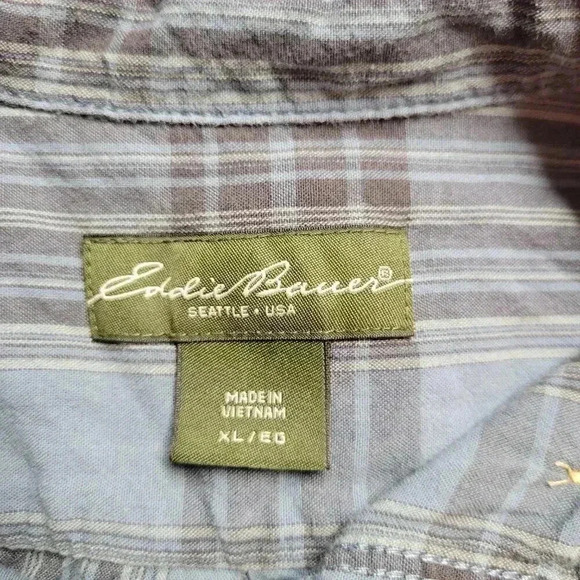 Eddie Bauer®
SEATTLE • USA
MADE IN
VIETNAM
XL/EG